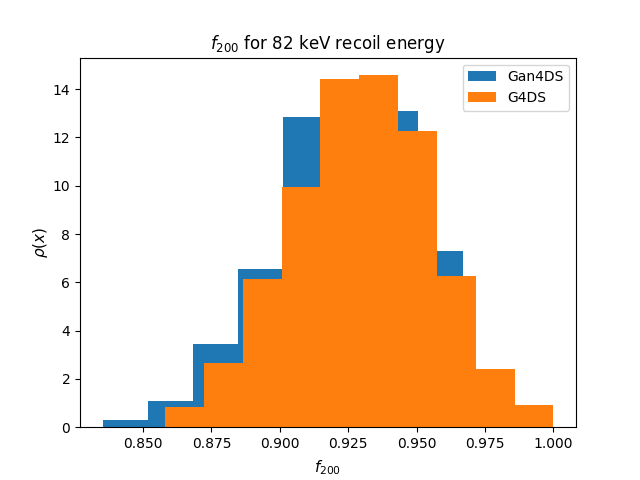 f₂₀₀ for 82 keV recoil energy
Gan4DS
G4DS
ρ(x)
14
12
10
8
6
4
2
0
0.850 0.875 0.900 0.925 0.950 0.975 1.000
f₂₀₀